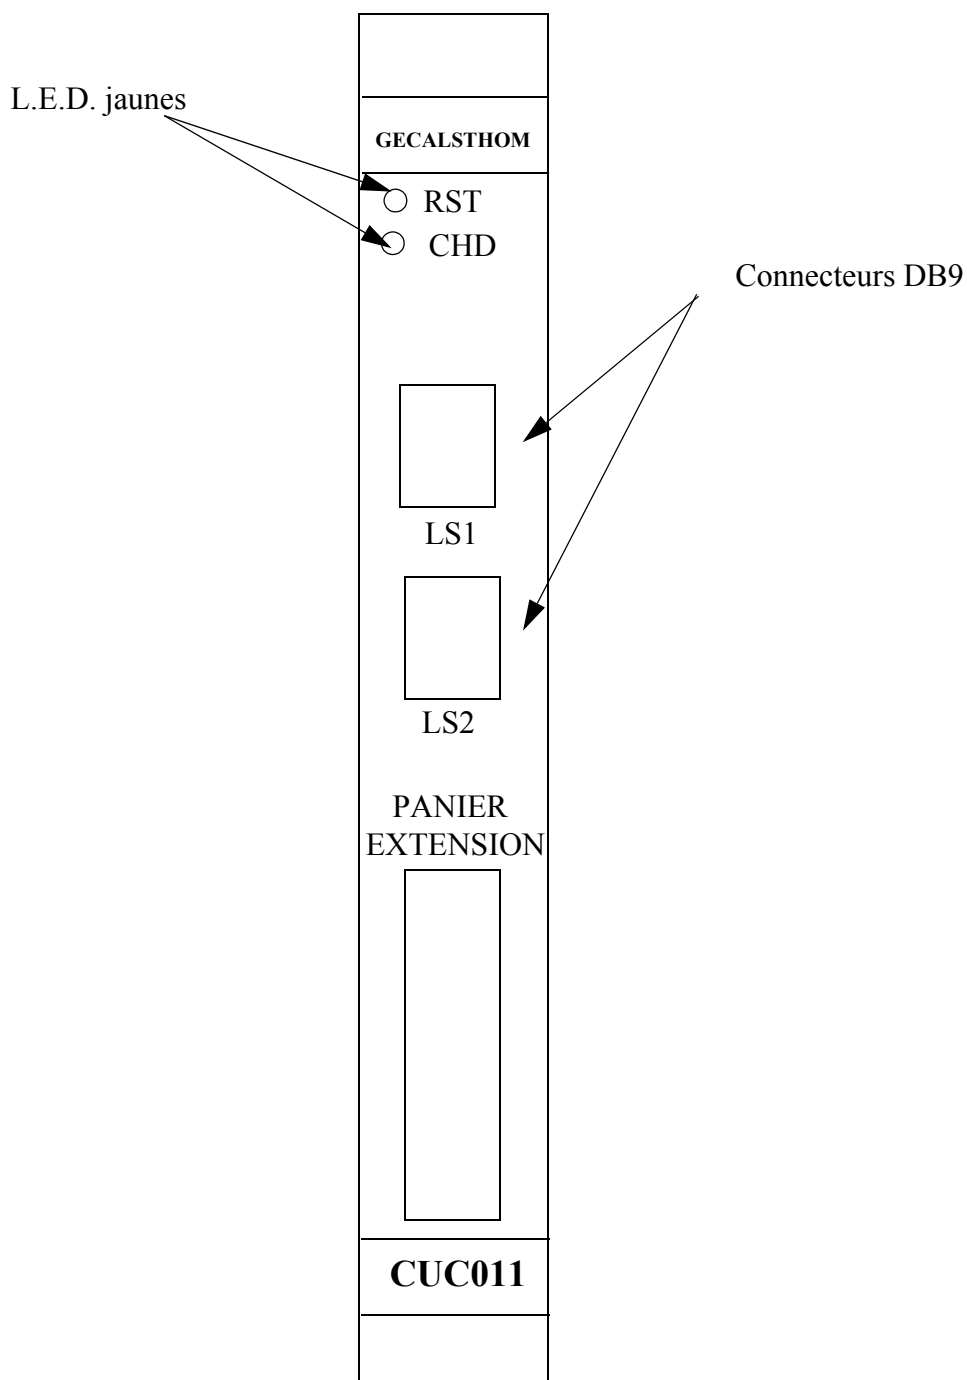 L.E.D. jaunes
GECALSTHOM
RST
CHD
Connecteurs DB9
LS1
LS2
PANIER
EXTENSION
CUC011